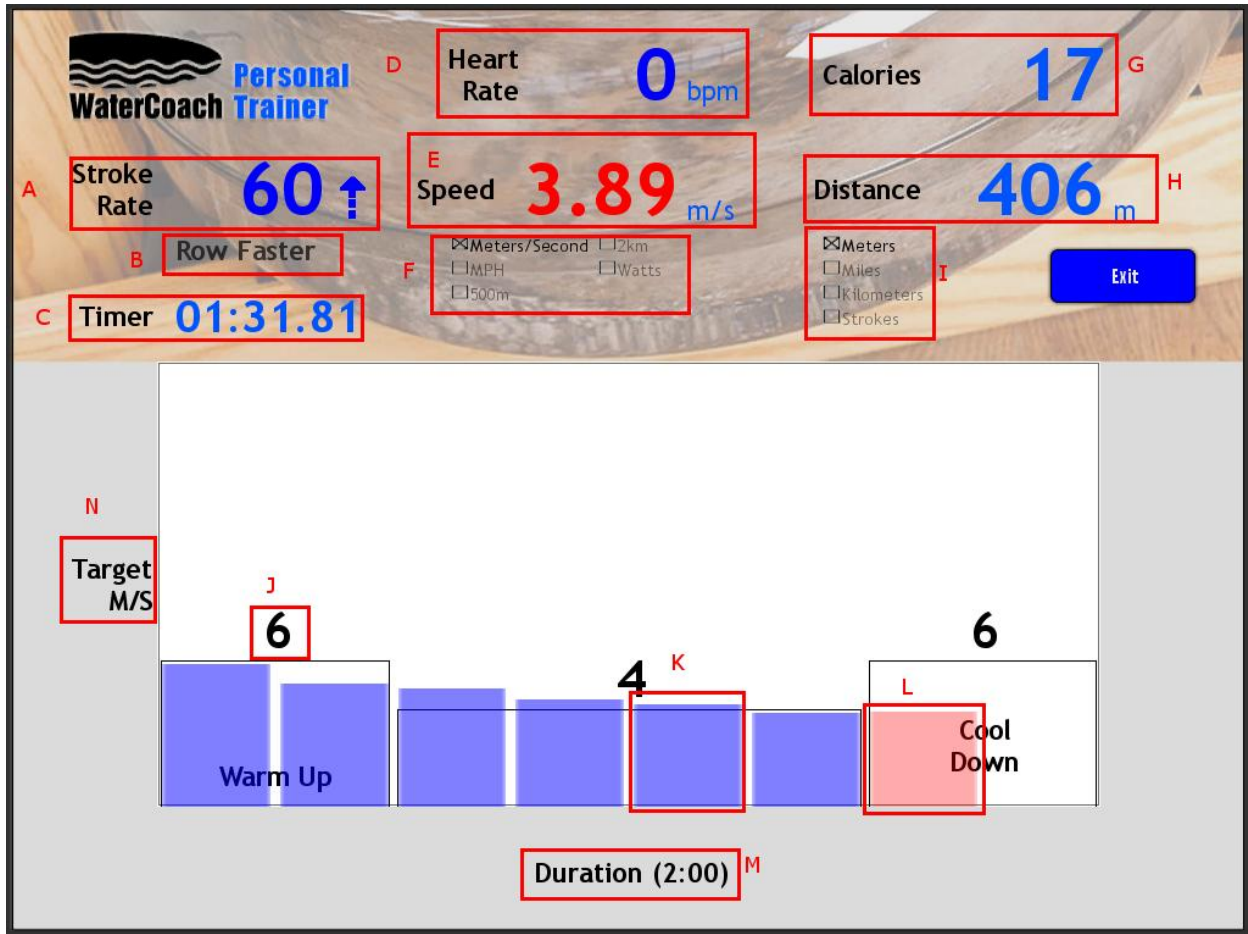 WaterCoach
Personal
Trainer
D
Heart
Rate
0 bpm
Calories
17
G
A
Stroke
Rate
60
E
Speed
3.89 m/s
Distance
406 m
H
B
Row Faster
F
Meters/Second
2km
MPH
Watts
500m
Meters
Miles
Kilometers
Strokes
I
Exit
C
Timer
01:31.81
N
Target
M/S
J
6
K
4
6
L
Warm Up
Cool
Down
Duration (2:00)
M